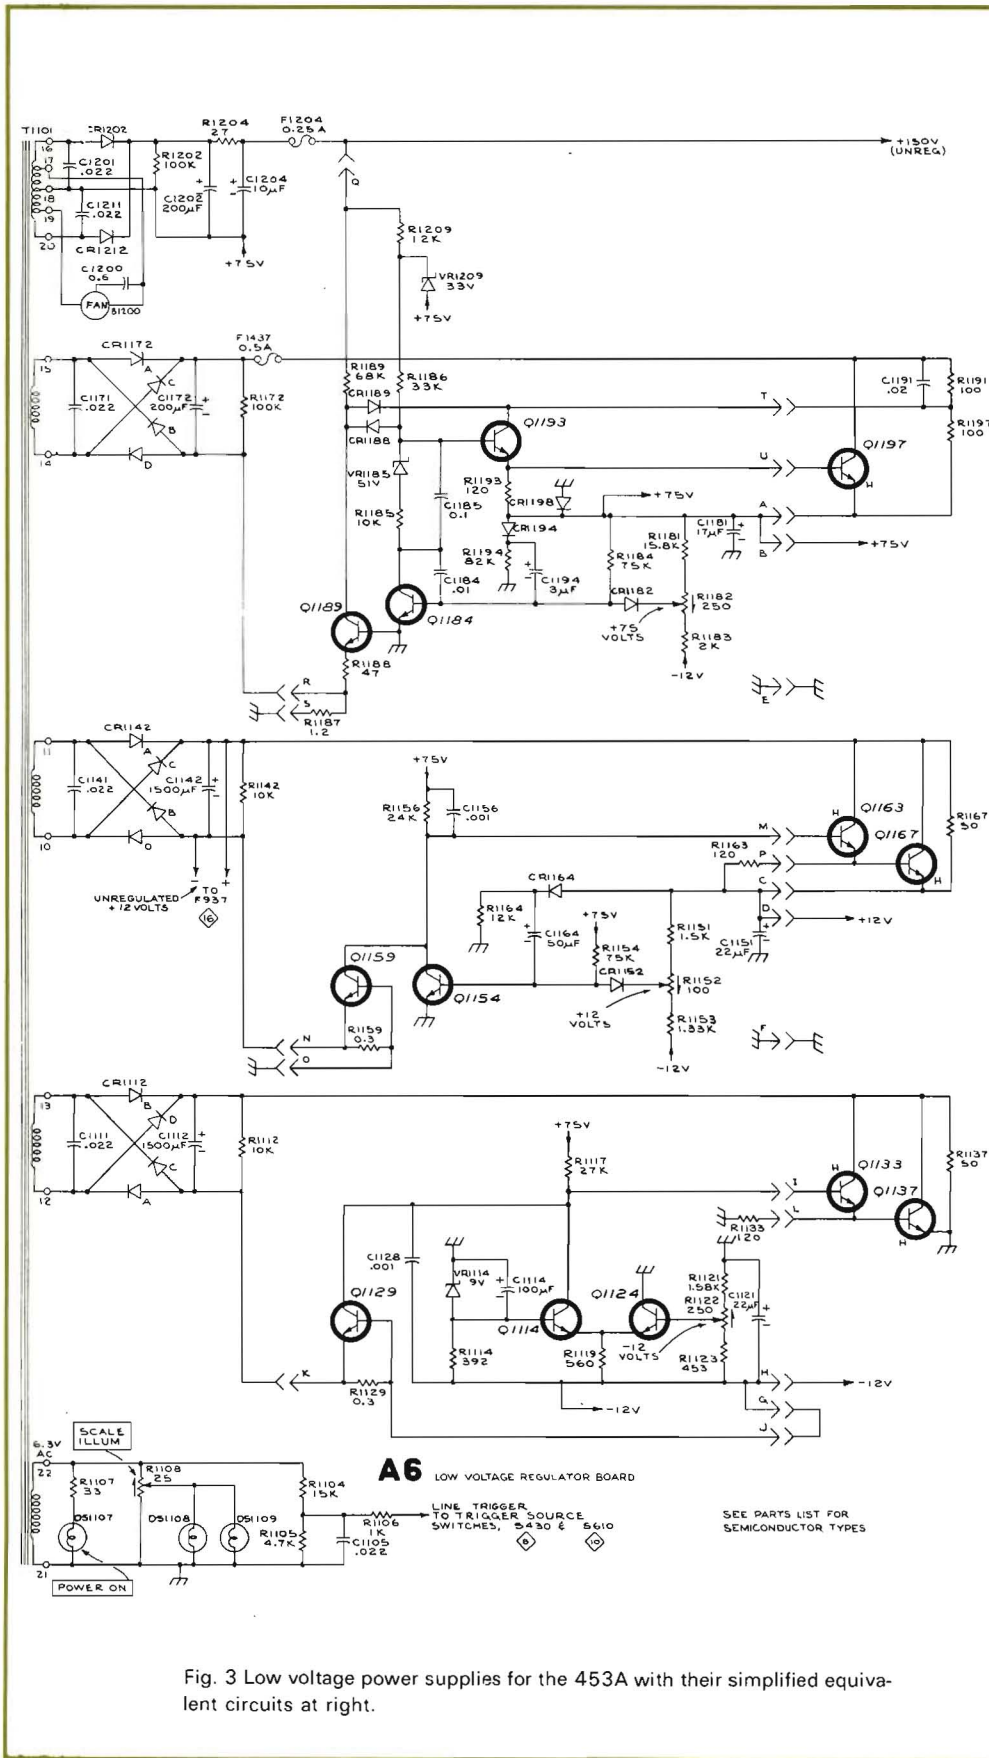 T1101
16
17
18
19
20
CR1202
C1201
.022
C1211
.022
CR1212
C1200
0.6
FAN
B1200
R1202
100K
R1204
27
C1202
200µF
C1204
10µF
+75V
F1204
0.25A
+150V
(UNREG)
Q
R1209
12K
VR1209
33V
+75V
15
14
CR1172
A
C
B
D
C1171
.022
C1172
200µF
R1172
100K
F1437
0.5A
R1189
68K
CR1189
CR1188
R1186
33K
VR1185
51V
R1185
10K
C1185
0.1
C1184
.01
Q1193
R1193
120
CR1198
CR1194
R1194
82K
C1194
3µF
+75V
R1184
75K
R1181
15.8K
CR1182
+75
VOLTS
R1182
250
R1183
2K
-12V
C1181
17µF
T
U
A
B
+75V
C1191
.02
R1191
100
R1197
100
Q1197
H
Q1189
Q1184
R1188
47
R
S
R1187
1.2
E
11
10
CR1142
A
C
B
D
C1141
.022
C1142
1500µF
R1142
10K
UNREGULATED
+12 VOLTS
-
TO
F937
+
16
+75V
R1156
24K
C1156
.001
M
Q1163
H
Q1167
H
R1163
120
P
C
D
+12V
R1167
50
CR1164
R1164
12K
C1164
50µF
+75V
R1154
75K
CR1152
R1151
1.5K
C1151
22µF
R1152
100
+12
VOLTS
R1153
1.33K
-12V
Q1159
Q1154
R1159
0.3
N
O
F
13
12
CR1112
B
D
C
A
C1111
.022
C1112
1500µF
R1112
10K
+75V
R1117
27K
I
L
R1133
120
Q1133
H
Q1137
H
R1137
50
C1128
.001
VR1114
9V
C1114
100µF
Q1129
Q1114
Q1124
R1121
1.58K
R1122
250
C1121
22µF
-12
VOLTS
R1123
453
R1114
392
R1119
560
K
R1129
0.3
-12V
H
G
J
-12V
SCALE
ILLUM
6.3V
AC
22
21
R1107
33
R1108
25
DS1107
DS1108
DS1109
POWER ON
R1104
15K
R1105
4.7K
R1106
1K
C1105
.022
A6 LOW VOLTAGE REGULATOR BOARD
LINE TRIGGER
TO TRIGGER SOURCE
SWITCHES, S430 & S610
10
SEE PARTS LIST FOR
SEMICONDUCTOR TYPES
Fig. 3 Low voltage power supplies for the 453A with their simplified equiva-
lent circuits at right.